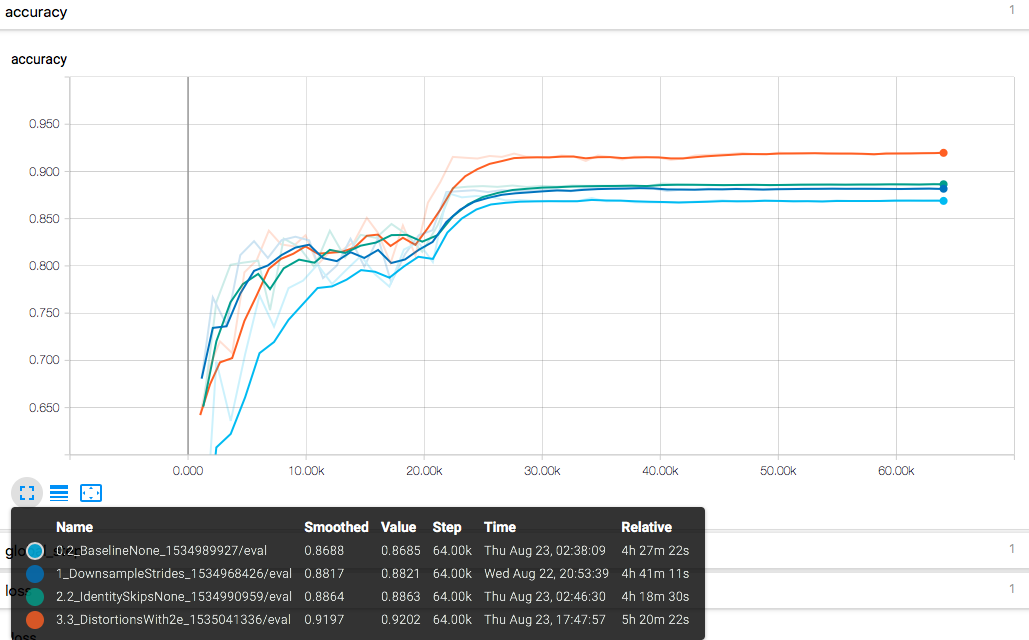 accuracy 1
accuracy
0.950
0.900
0.850
0.800
0.750
0.700
0.650
0.000 10.00k 20.00k 30.00k 40.00k 50.00k 60.00k
Name Smoothed Value Step Time Relative
0.2_BaselineNone_1534989927/eval 0.8688 0.8685 64.00k Thu Aug 23, 02:38:09 4h 27m 22s
1
1_DownsampleStrides_1534968426/eval 0.8817 0.8821 64.00k Wed Aug 22, 20:53:39 4h 41m 11s
loss 1
2.2_IdentitySkipsNone_1534990959/eval 0.8864 0.8863 64.00k Thu Aug 23, 02:46:30 4h 18m 30s
3.3_DistortionsWith2e_1535041336/eval 0.9197 0.9202 64.00k Thu Aug 23, 17:47:57 5h 20m 22s
loss